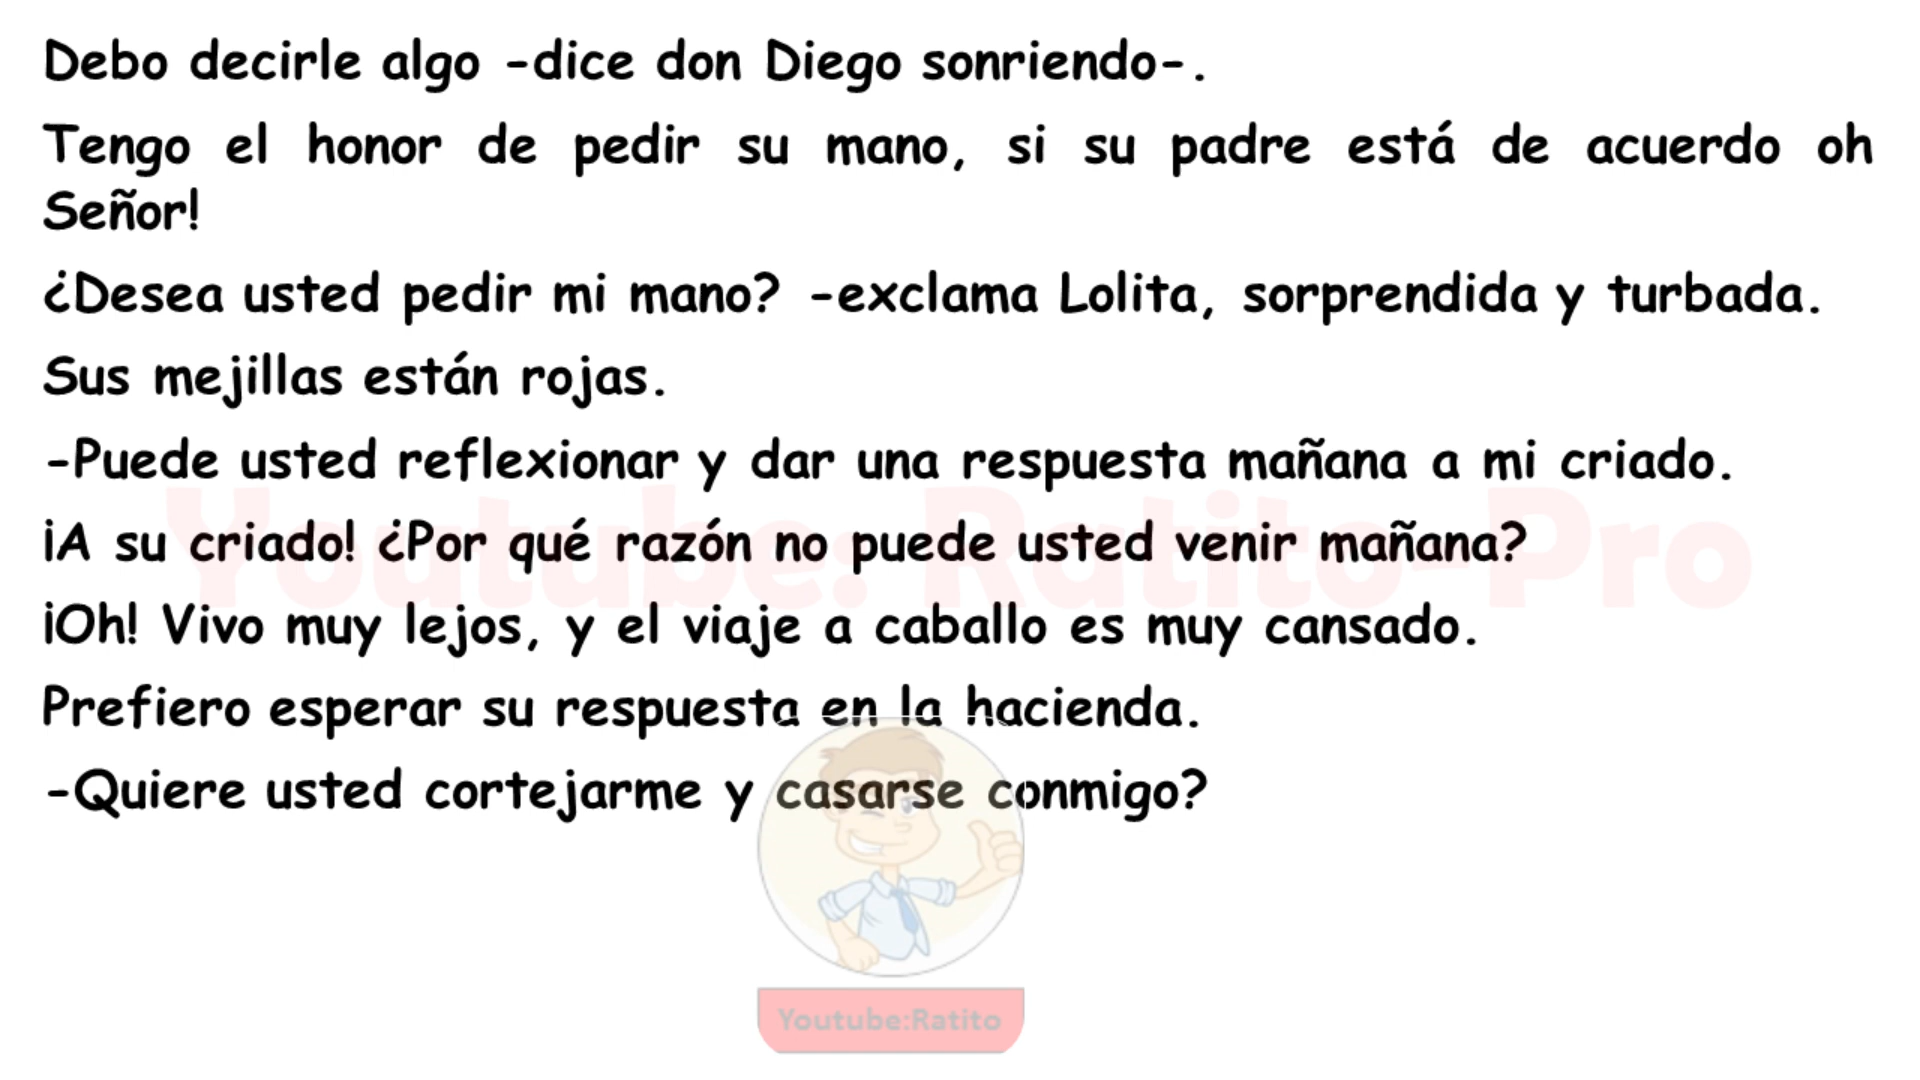 Debo decirle algo -dice don Diego sonriendo-.
Tengo el honor de pedir su mano, si su padre está de acuerdo oh
Señor!
¿Desea usted pedir mi mano? -exclama Lolita, sorprendida y turbada.
Sus mejillas están rojas.
-Puede usted reflexionar y dar una respuesta mañana a mi criado.
¡A su criado! ¿Por qué razón no puede usted venir mañana?
¡Oh! Vivo muy lejos, y el viaje a caballo es muy cansado.
Prefiero esperar su respuesta en la hacienda.
-Quiere usted cortejarme y casarse conmigo?
Youtube: Ratito-Pro
Youtube:Ratito